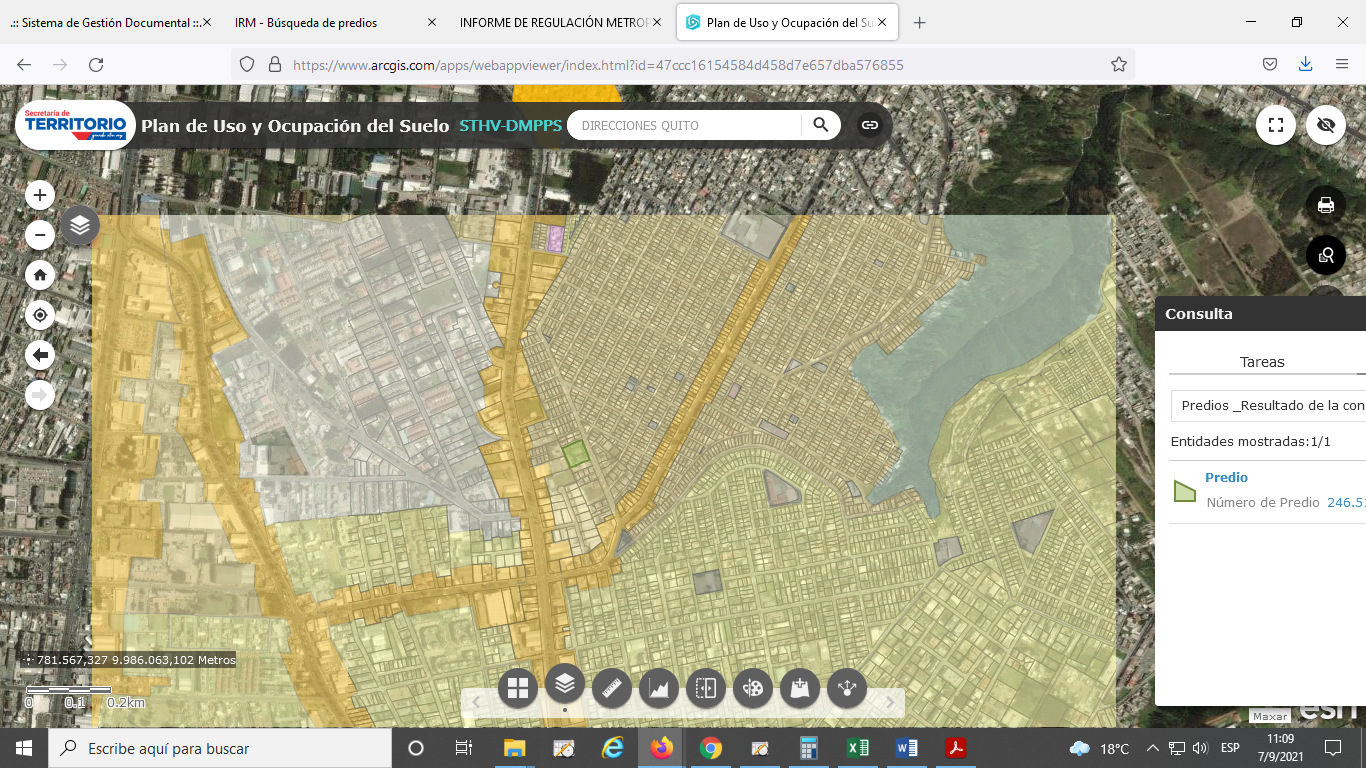 .:: Sistema de Gestión Documental ::.
IRM - Búsqueda de predios
INFORME DE REGULACIÓN METROP
Plan de Uso y Ocupación del Su
https://www.arcgis.com/apps/webappviewer/index.html?id=47ccc16154584d458d7e657dba576855
Secretaría de
TERRITORIO
Plan de Uso y Ocupación del Suelo STHV-DMPPS
DIRECCIONES QUITO
Consulta
Tareas
Predios _Resultado de la con
Entidades mostradas:1/1
Predio
Número de Predio 246.51
781.567,327 9.986.063,102 Metros
0 0.1 0.2km
Maxar
esri
Escribe aquí para buscar
18°C
ESP
11:09
7/9/2021